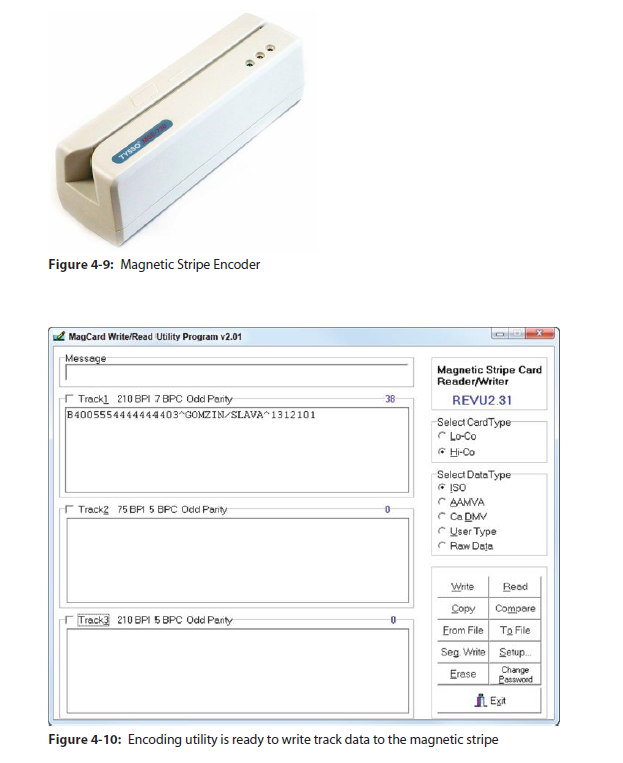 TYSSO
Figure 4-9: Magnetic Stripe Encoder
MagCard Write/Read Utility Program v2.01
Message
Magnetic Stripe Card
Reader/Writer
REVU2.31
Track1 210 BPI 7 BPC Odd Parity 38
B4005554444444403^GOMZIN/SLAVA^1312101
Select CardType
Lo-Co
Hi-Co
Select DataType
ISO
AAMVA
Ca DMV
User Type
Raw Data
Track2 75 BPI 5 BPC Odd Parity 0
Write Read
Copy Compare
From File To File
Seq. Write Setup...
Erase Change Password
Exit
Track3 210 BPI 5 BPC Odd Parity 0
Figure 4-10: Encoding utility is ready to write track data to the magnetic stripe